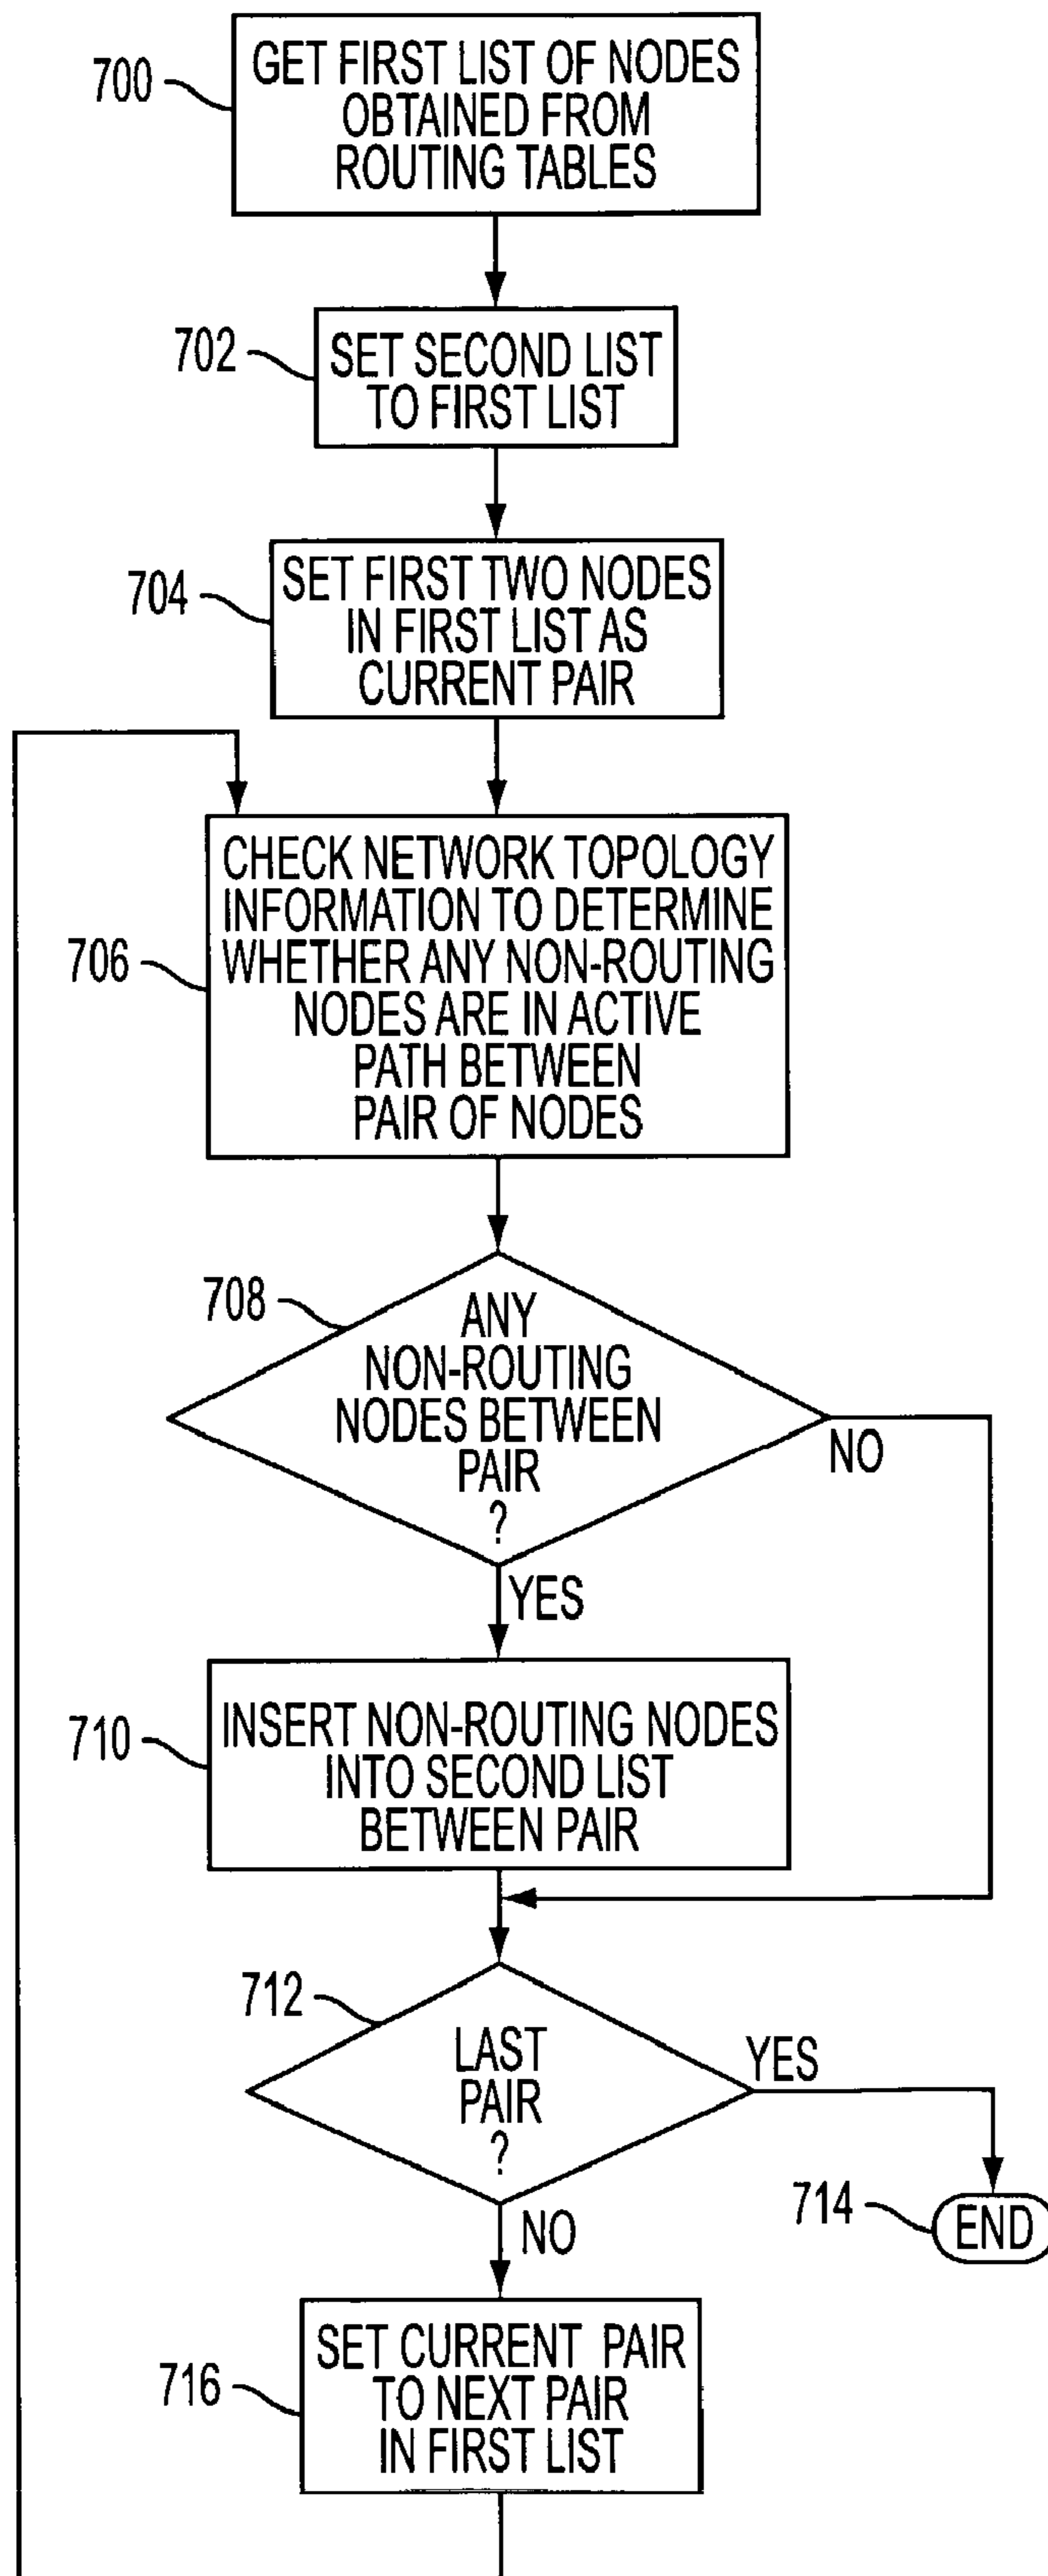 700
GET FIRST LIST OF NODES
OBTAINED FROM
ROUTING TABLES
702
SET SECOND LIST
TO FIRST LIST
704
SET FIRST TWO NODES
IN FIRST LIST AS
CURRENT PAIR
706
CHECK NETWORK TOPOLOGY
INFORMATION TO DETERMINE
WHETHER ANY NON-ROUTING
NODES ARE IN ACTIVE
PATH BETWEEN
PAIR OF NODES
708
ANY
NON-ROUTING
NODES BETWEEN
PAIR
?
NO
YES
710
INSERT NON-ROUTING NODES
INTO SECOND LIST
BETWEEN PAIR
712
LAST
PAIR
?
YES
714
END
NO
716
SET CURRENT PAIR
TO NEXT PAIR
IN FIRST LIST